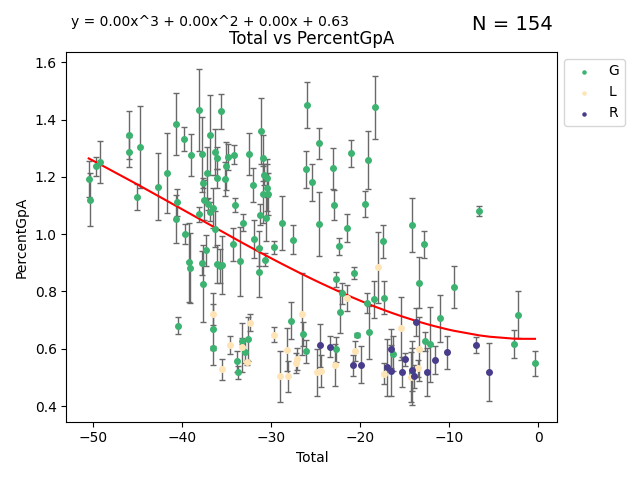 y = 0.00x^3 + 0.00x^2 + 0.00x + 0.63
N = 154
Total vs PercentGpA
1.6
1.4
1.2
1.0
0.8
0.6
0.4
PercentGpA
−50
−40
−30
−20
−10
0
Total
G
L
R